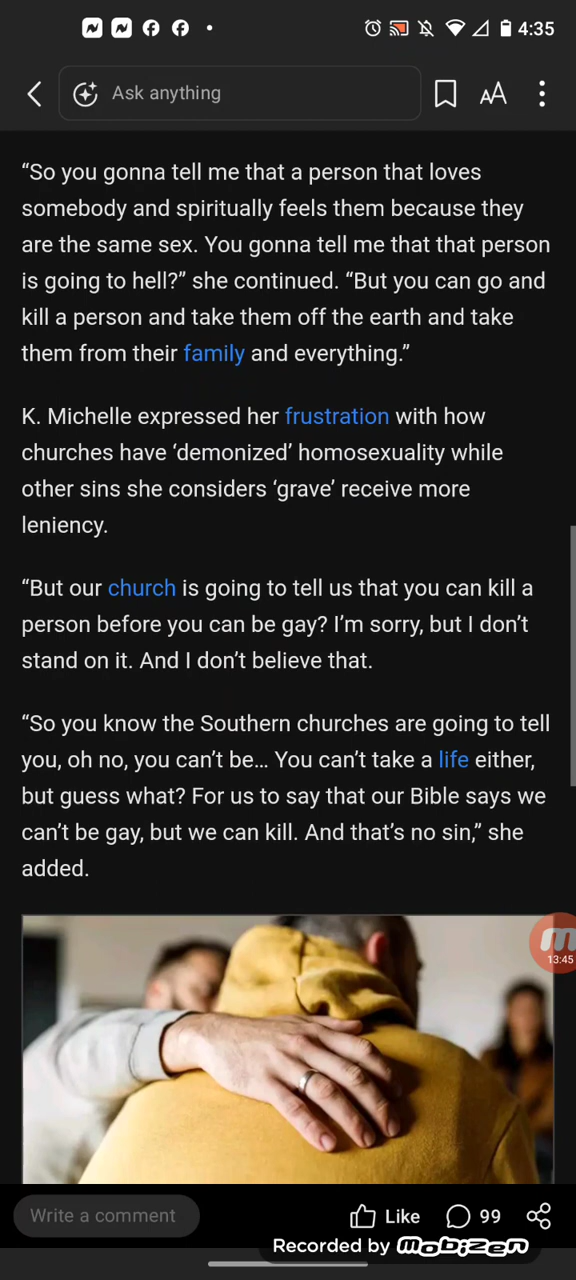 4:35
Ask anything
AA
“So you gonna tell me that a person that loves
somebody and spiritually feels them because they
are the same sex. You gonna tell me that that person
is going to hell?” she continued. “But you can go and
kill a person and take them off the earth and take
them from their family and everything.”
K. Michelle expressed her frustration with how
churches have ‘demonized’ homosexuality while
other sins she considers ‘grave’ receive more
leniency.
“But our church is going to tell us that you can kill a
person before you can be gay? I’m sorry, but I don’t
stand on it. And I don’t believe that.
“So you know the Southern churches are going to tell
you, oh no, you can’t be… You can’t take a life either,
but guess what? For us to say that our Bible says we
can’t be gay, but we can kill. And that’s no sin,” she
added.
13:45
Write a comment
Like
99
Recorded by mobizen